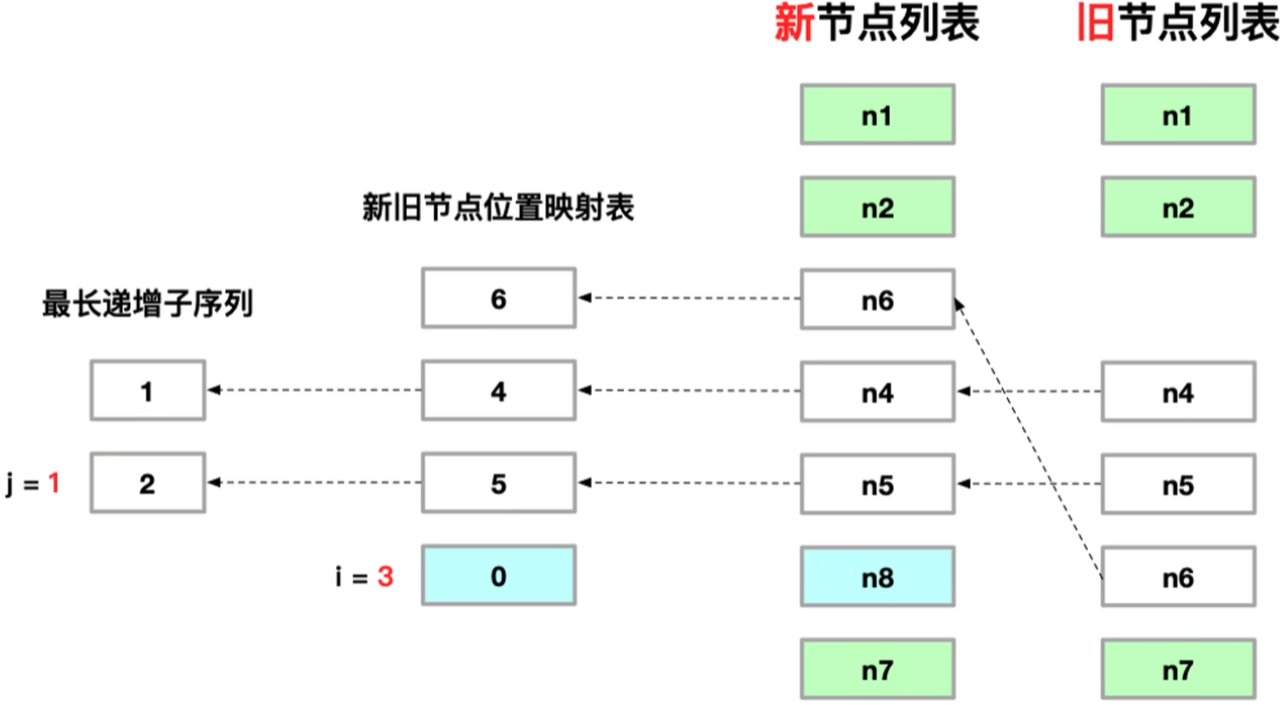 新节点列表 旧节点列表
n1 n1
新旧节点位置映射表 n2 n2
最长递增子序列 6 n6
1 4 n4 n4
j = 1 2 5 n5 n5
i = 3 0 n8 n6
n7 n7